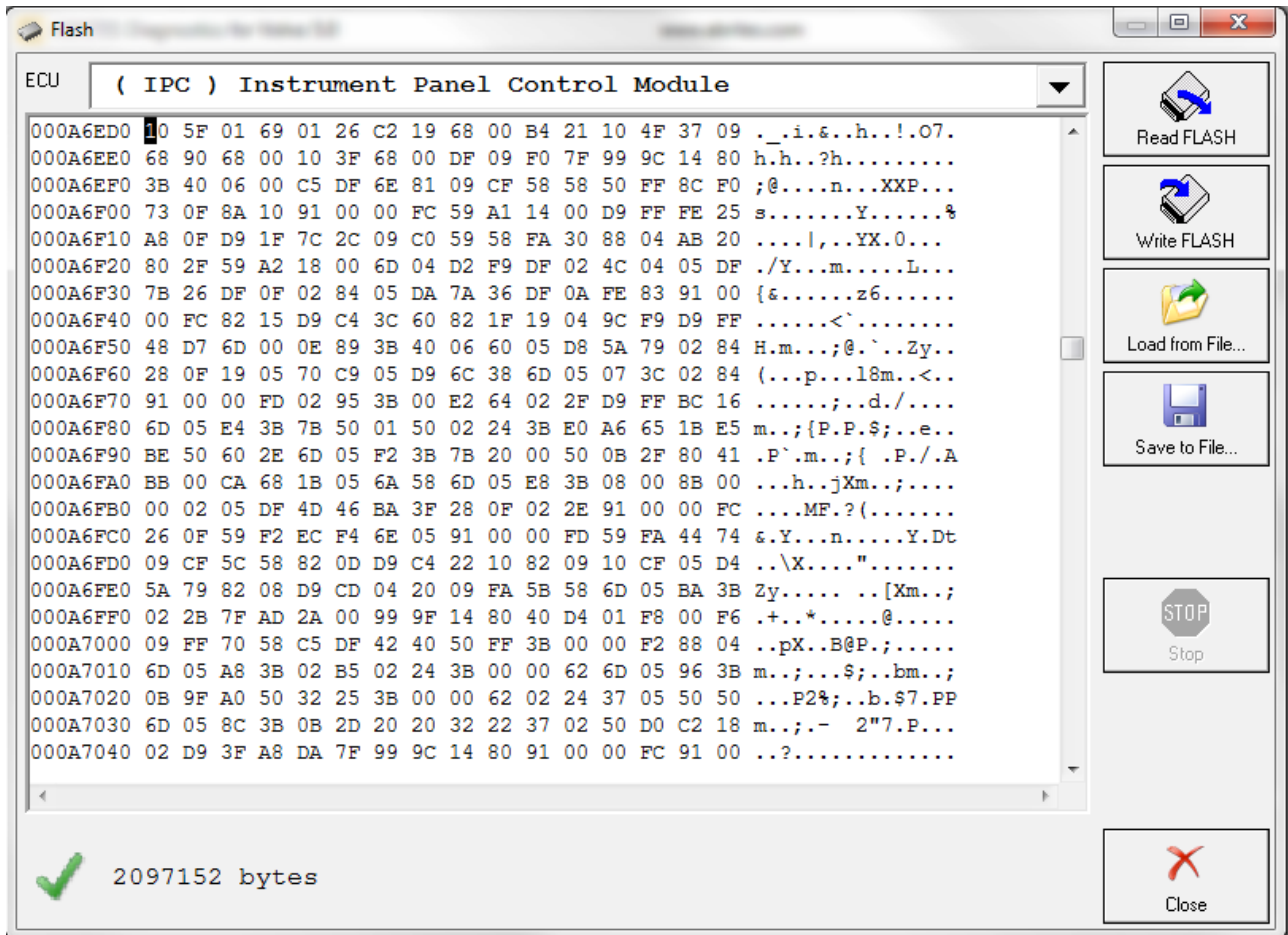 Flash
ECU
( IPC ) Instrument Panel Control Module
000A6ED0 10 5F 01 69 01 26 C2 19 68 00 B4 21 10 4F 37 09 ._.i.&..h..!.O7.
000A6EE0 68 90 68 00 10 3F 68 00 DF 09 F0 7F 99 9C 14 80 h.h..?h.........
000A6EF0 3B 40 06 00 C5 DF 6E 81 09 CF 58 58 50 FF 8C F0 ;@....n...XXP...
000A6F00 73 0F 8A 10 91 00 00 FC 59 A1 14 00 D9 FF FE 25 s.......Y......%
000A6F10 A8 0F D9 1F 7C 2C 09 C0 59 58 FA 30 88 04 AB 20 ....|,..YX.0... 
000A6F20 80 2F 59 A2 18 00 6D 04 D2 F9 DF 02 4C 04 05 DF ./Y...m.....L...
000A6F30 7B 26 DF 0F 02 84 05 DA 7A 36 DF 0A FE 83 91 00 {&......z6......
000A6F40 00 FC 82 15 D9 C4 3C 60 82 1F 19 04 9C F9 D9 FF ......<`........
000A6F50 48 D7 6D 00 0E 89 3B 40 06 60 05 D8 5A 79 02 84 H.m...;@.`..Zy..
000A6F60 28 0F 19 05 70 C9 05 D9 6C 38 6D 05 07 3C 02 84 (...p...l8m..<..
000A6F70 91 00 00 FD 02 95 3B 00 E2 64 02 2F D9 FF BC 16 ......;..d./....
000A6F80 6D 05 E4 3B 7B 50 01 50 02 24 3B E0 A6 65 1B E5 m..;{P.P.$;..e..
000A6F90 BE 50 60 2E 6D 05 F2 3B 7B 20 00 50 0B 2F 80 41 .P`.m..;{ .P./.A
000A6FA0 BB 00 CA 68 1B 05 6A 58 6D 05 E8 3B 08 00 8B 00 ...h..jXm..;....
000A6FB0 00 02 05 DF 4D 46 BA 3F 28 0F 02 2E 91 00 00 FC ....MF.?(.......
000A6FC0 26 0F 59 F2 EC F4 6E 05 91 00 00 FD 59 FA 44 74 &.Y...n.....Y.Dt
000A6FD0 09 CF 5C 58 82 0D D9 C4 22 10 82 09 10 CF 05 D4 ..\X....".......
000A6FE0 5A 79 82 08 D9 CD 04 20 09 FA 5B 58 6D 05 BA 3B Zy..... ..[Xm..;
000A6FF0 02 2B 7F AD 2A 00 99 9F 14 80 40 D4 01 F8 00 F6 .+..*.....@.....
000A7000 09 FF 70 58 C5 DF 42 40 50 FF 3B 00 00 F2 88 04 ..pX..B@P.;.....
000A7010 6D 05 A8 3B 02 B5 02 24 3B 00 00 62 6D 05 96 3B m..;...$;..bm..;
000A7020 0B 9F A0 50 32 25 3B 00 00 62 02 24 37 05 50 50 ...P2%;..b.$7.PP
000A7030 6D 05 8C 3B 0B 2D 20 20 32 22 37 02 50 D0 C2 18 m..;.-  2"7.P...
000A7040 02 D9 3F A8 DA 7F 99 9C 14 80 91 00 00 FC 91 00 ..?.............
2097152 bytes
Read FLASH
Write FLASH
Load from File...
Save to File...
STOP
Stop
Close